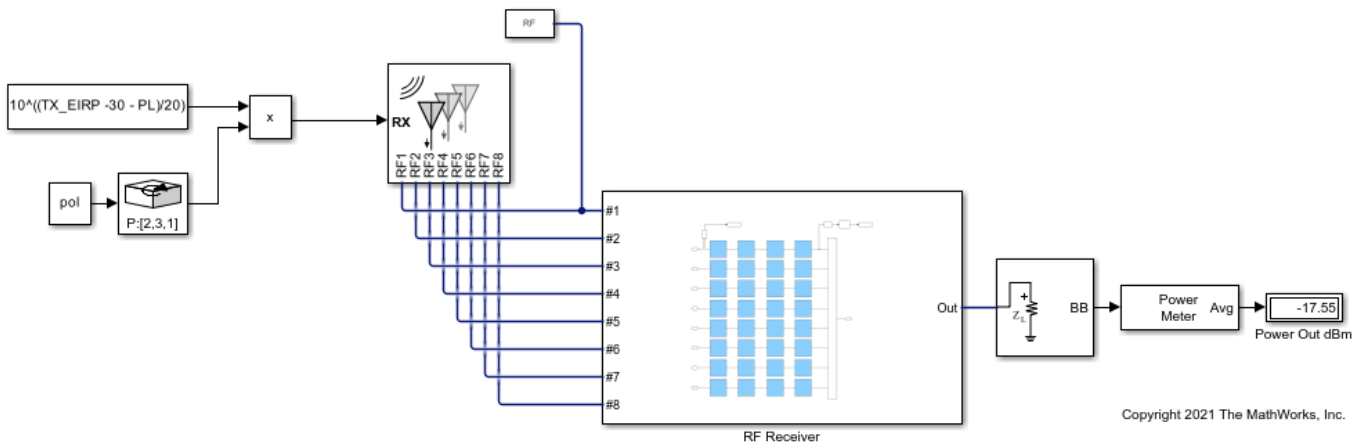 RF
10^((TX_EIRP -30 - PL)/20)
x
RX
RF1
RF2
RF3
RF4
RF5
RF6
RF7
RF8
pol
P:[2,3,1]
#1
#2
#3
#4
#5
#6
#7
#8
Out
RF Receiver
+
Z_L
BB
Power
Meter
Avg
-17.55
Power Out dBm
Copyright 2021 The MathWorks, Inc.